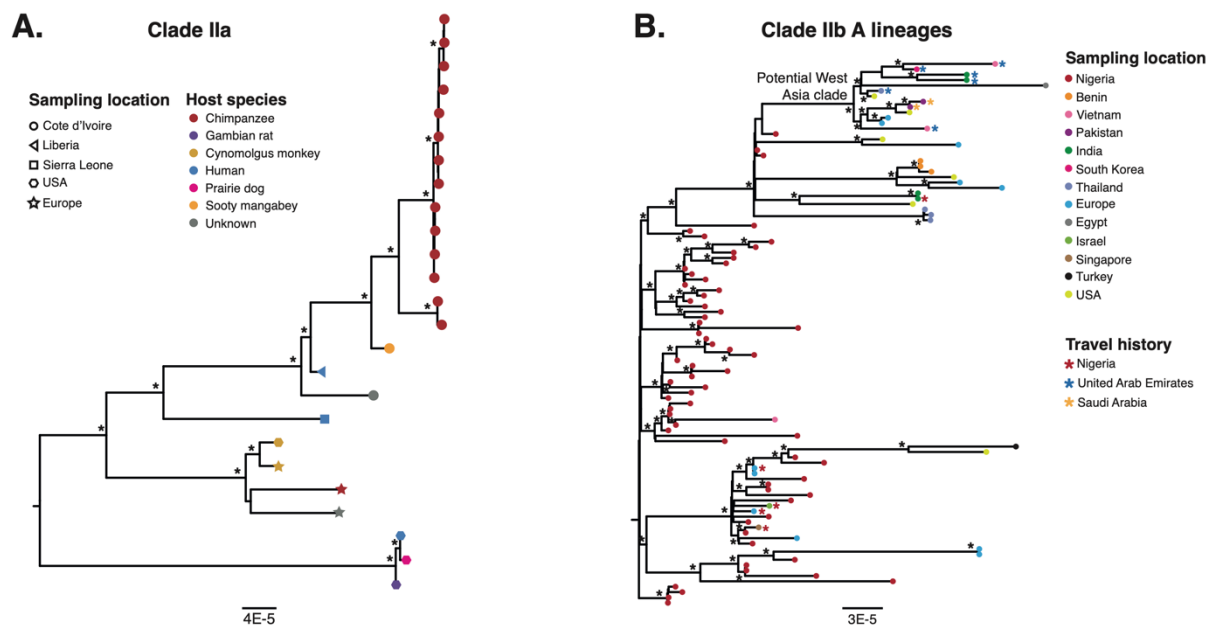 A.
Clade IIa
Sampling location
Cote d'Ivoire
Liberia
Sierra Leone
USA
Europe
Host species
Chimpanzee
Gambian rat
Cynomolgus monkey
Human
Prairie dog
Sooty mangabey
Unknown
4E-5
B.
Clade IIb A lineages
Potential West
Asia clade
3E-5
Sampling location
Nigeria
Benin
Vietnam
Pakistan
India
South Korea
Thailand
Europe
Egypt
Israel
Singapore
Turkey
USA
Travel history
Nigeria
United Arab Emirates
Saudi Arabia